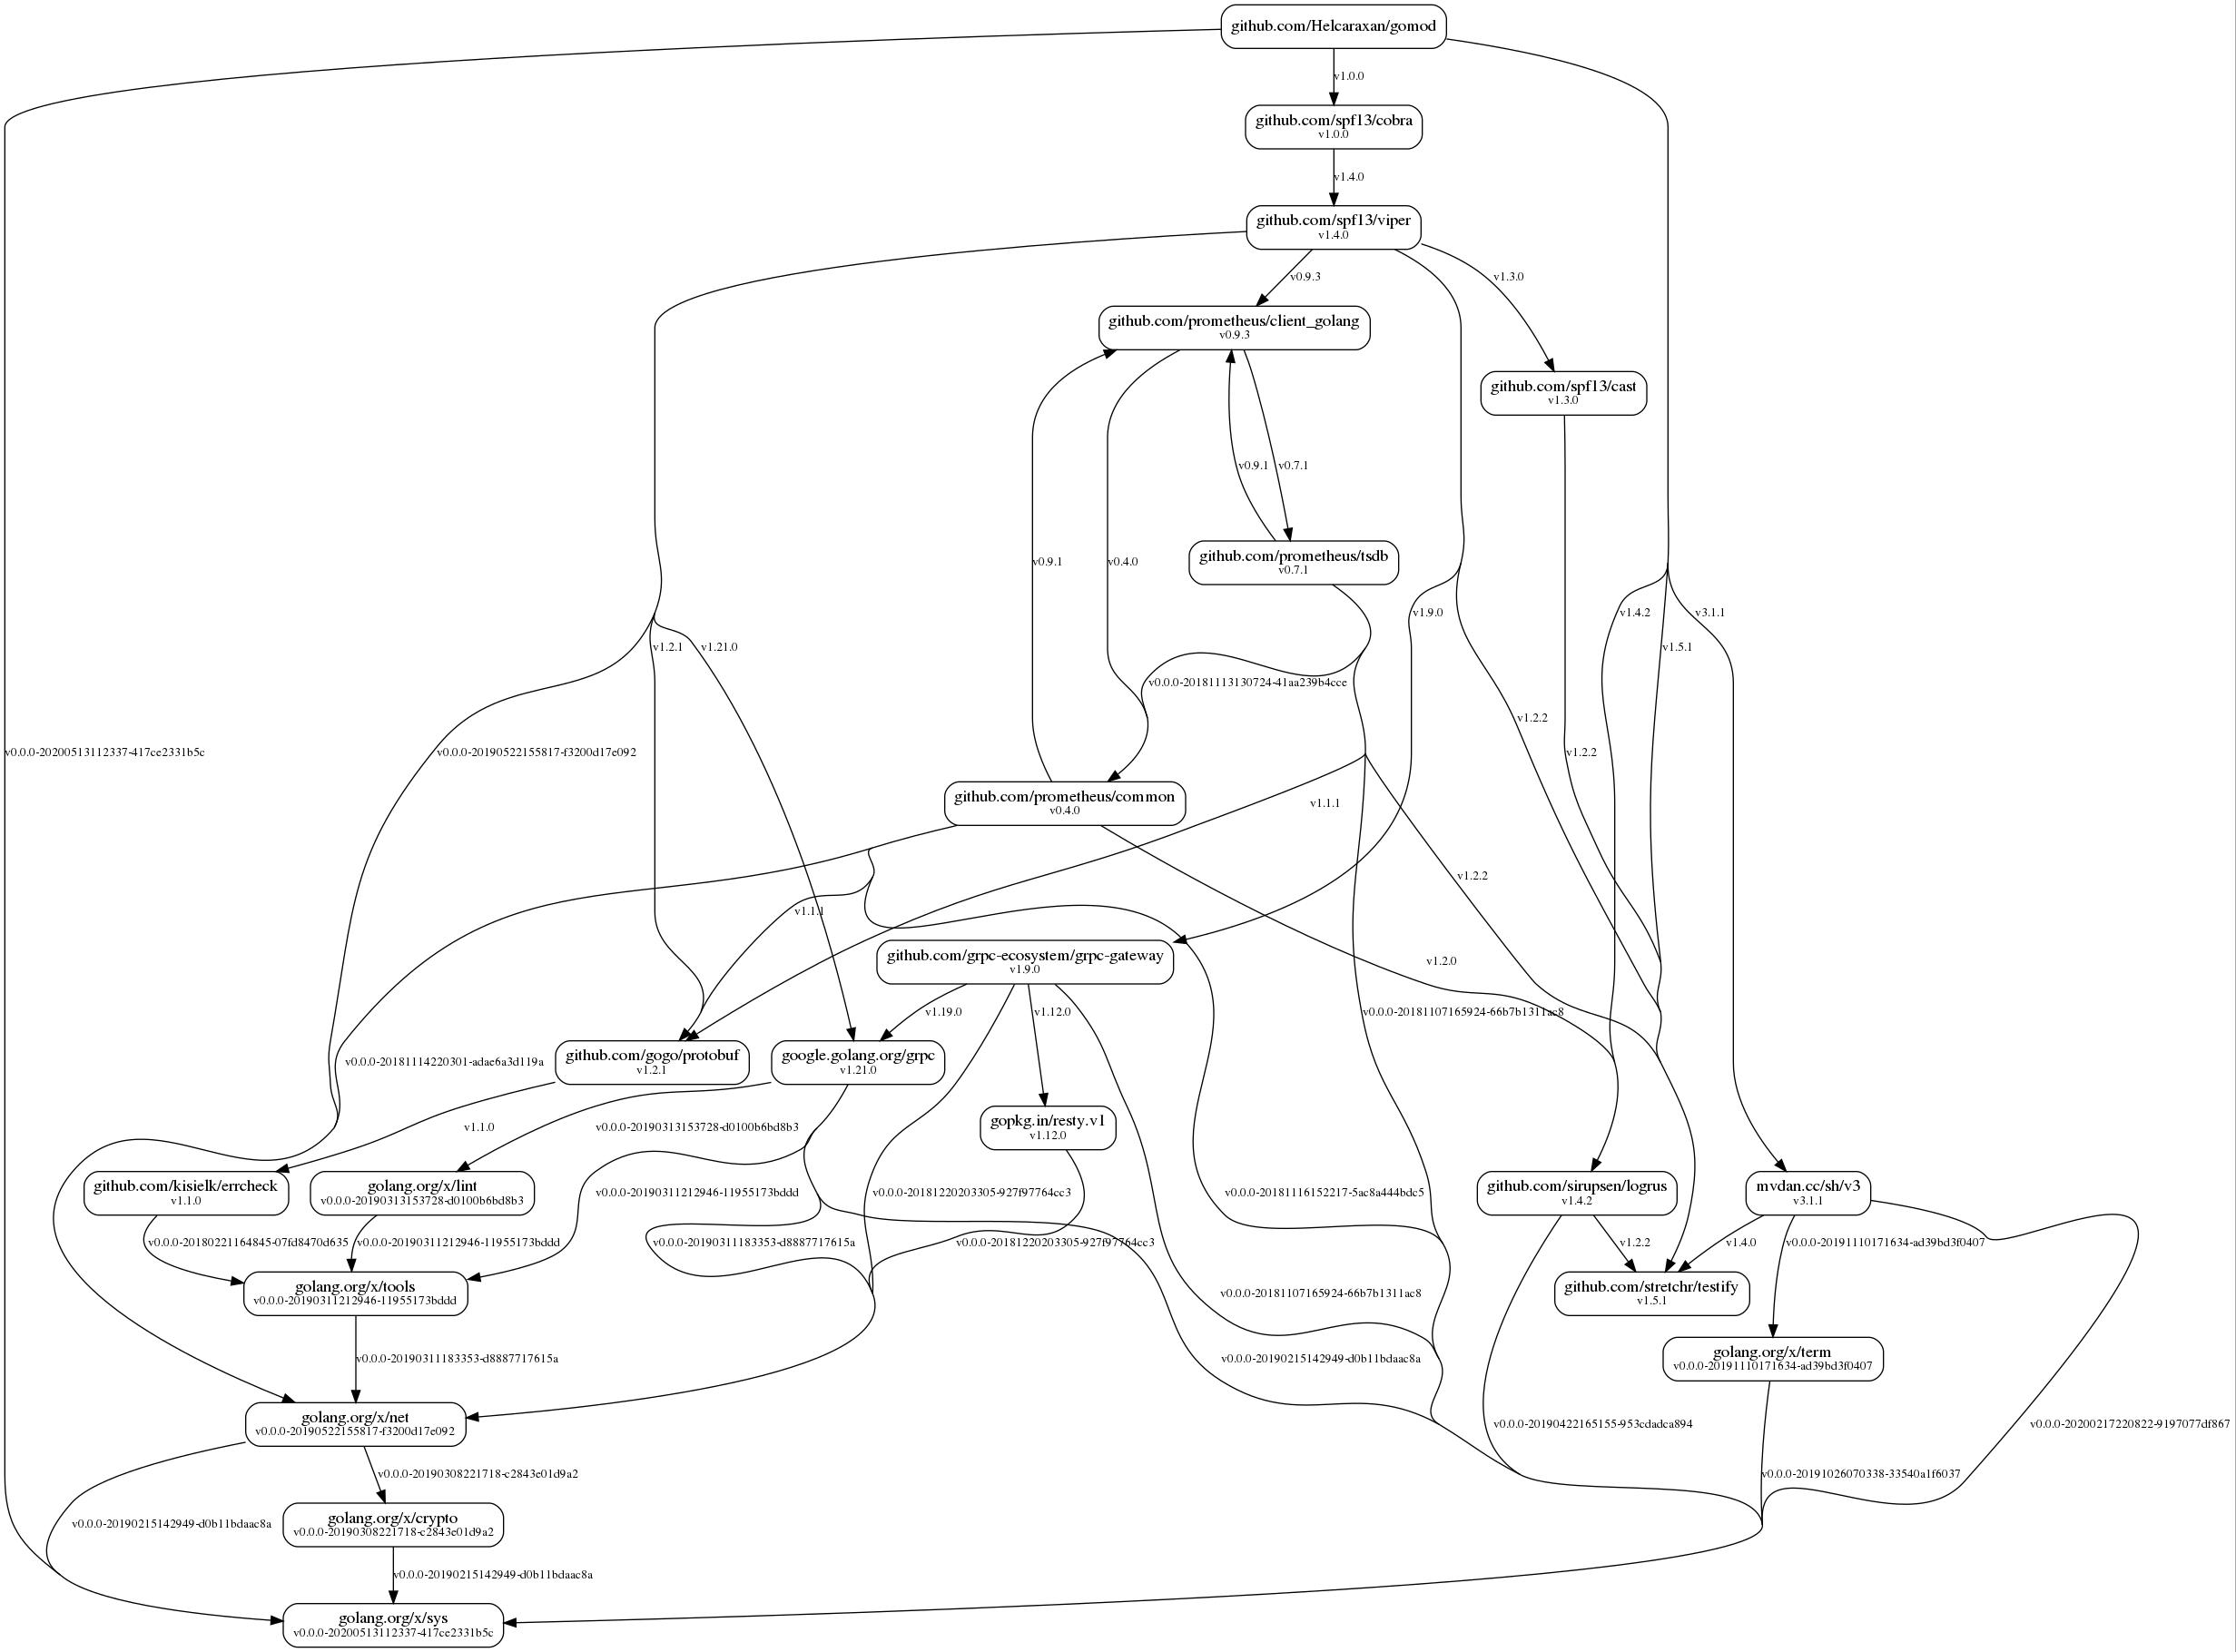 github.com/Helcaraxan/gomod
v1.0.0
github.com/spf13/cobra
v1.0.0
v1.4.0
github.com/spf13/viper
v1.4.0
v0.9.3
v1.3.0
github.com/prometheus/client_golang
v0.9.3
github.com/spf13/cast
v1.3.0
v0.9.1
v0.7.1
github.com/prometheus/tsdb
v0.7.1
v0.9.1
v0.4.0
v1.9.0
v1.4.2
v3.1.1
v1.2.1
v1.21.0
v1.5.1
v0.0.0-20181113130724-41aa239b4cce
v1.2.2
v0.0.0-20200513112337-417ce2331b5c
v0.0.0-20190522155817-f3200d17e092
v1.2.2
github.com/prometheus/common
v0.4.0
v1.1.1
v1.2.2
v1.1.1
github.com/grpc-ecosystem/grpc-gateway
v1.9.0
v1.2.0
v1.19.0
v1.12.0
v0.0.0-20181107165924-66b7b1311ac8
v0.0.0-20181114220301-adae6a3d119a
github.com/gogo/protobuf
v1.2.1
google.golang.org/grpc
v1.21.0
v1.1.0
v0.0.0-20190313153728-d0100b6bd8b3
gopkg.in/resty.v1
v1.12.0
github.com/kisielk/errcheck
v1.1.0
golang.org/x/lint
v0.0.0-20190313153728-d0100b6bd8b3
v0.0.0-20190311212946-11955173bddd
v0.0.0-20181220203305-927f97764cc3
v0.0.0-20181116152217-5ac8a444bdc5
github.com/sirupsen/logrus
v1.4.2
mvdan.cc/sh/v3
v3.1.1
v0.0.0-20180221164845-07fd8470d635
v0.0.0-20190311212946-11955173bddd
v0.0.0-20190311183353-d8887717615a
v0.0.0-20181220203305-927f97764cc3
v1.2.2
v1.4.0
v0.0.0-20191110171634-ad39bd3f0407
golang.org/x/tools
v0.0.0-20190311212946-11955173bddd
v0.0.0-20181107165924-66b7b1311ac8
github.com/stretchr/testify
v1.5.1
v0.0.0-20190311183353-d8887717615a
v0.0.0-20190215142949-d0b11bdaac8a
golang.org/x/term
v0.0.0-20191110171634-ad39bd3f0407
golang.org/x/net
v0.0.0-20190522155817-f3200d17e092
v0.0.0-20190422165155-953cdadca894
v0.0.0-20200217220822-9197077df867
v0.0.0-20190308221718-c2843e01d9a2
v0.0.0-20191026070338-33540a1f6037
v0.0.0-20190215142949-d0b11bdaac8a
golang.org/x/crypto
v0.0.0-20190308221718-c2843e01d9a2
v0.0.0-20190215142949-d0b11bdaac8a
golang.org/x/sys
v0.0.0-20200513112337-417ce2331b5c